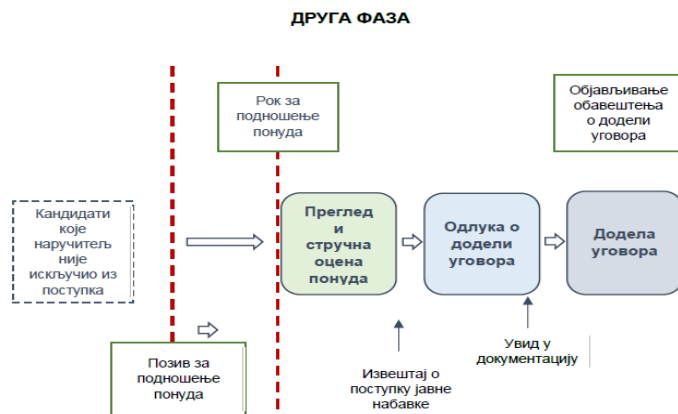 ДРУГА ФАЗА
Рок за
подношење
понуда
Објављивање
обавештења
о додели
уговора
Кандидати
које
наручитељ
није
искључио из
поступка
Преглед
и
стручна
оцена
понуда
Одлука о
додели
уговора
Додела
уговора
Позив за
подношење
понуда
Извештај о
поступку јавне
набавке
Увид у
документацију